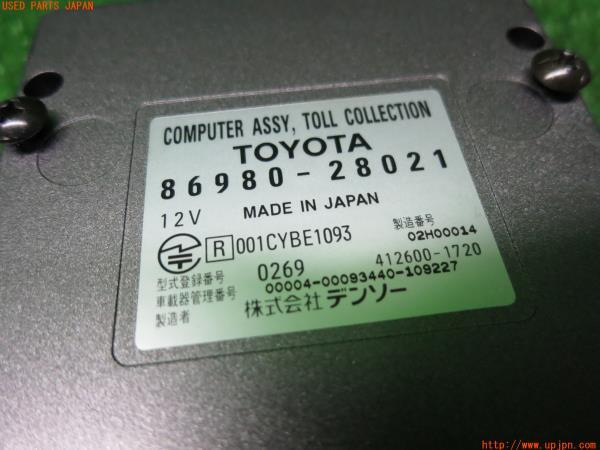 USED PARTS JAPAN
COMPUTER ASSY, TOLL COLLECTION
TOYOTA
86980-28021
12V MADE IN JAPAN
R 001CYBE1093 製造番号 02H00014
型式登録番号 0269 412600-1720
車載器管理番号 00004-00093440-109227
製造者 株式会社 デンソー
http://www.upjpn.com/